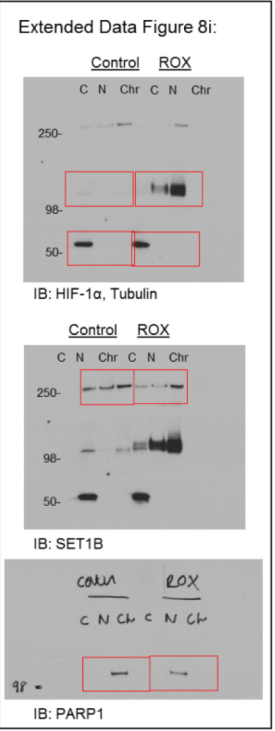 Extended Data Figure 8i:
Control ROX
C N Chr C N Chr
250-
98-
50-
IB: HIF-1α, Tubulin
Control ROX
C N Chr C N Chr
250-
98-
50-
IB: SET1B
ROX
C N Ch C N Ch
98 -
IB: PARP1